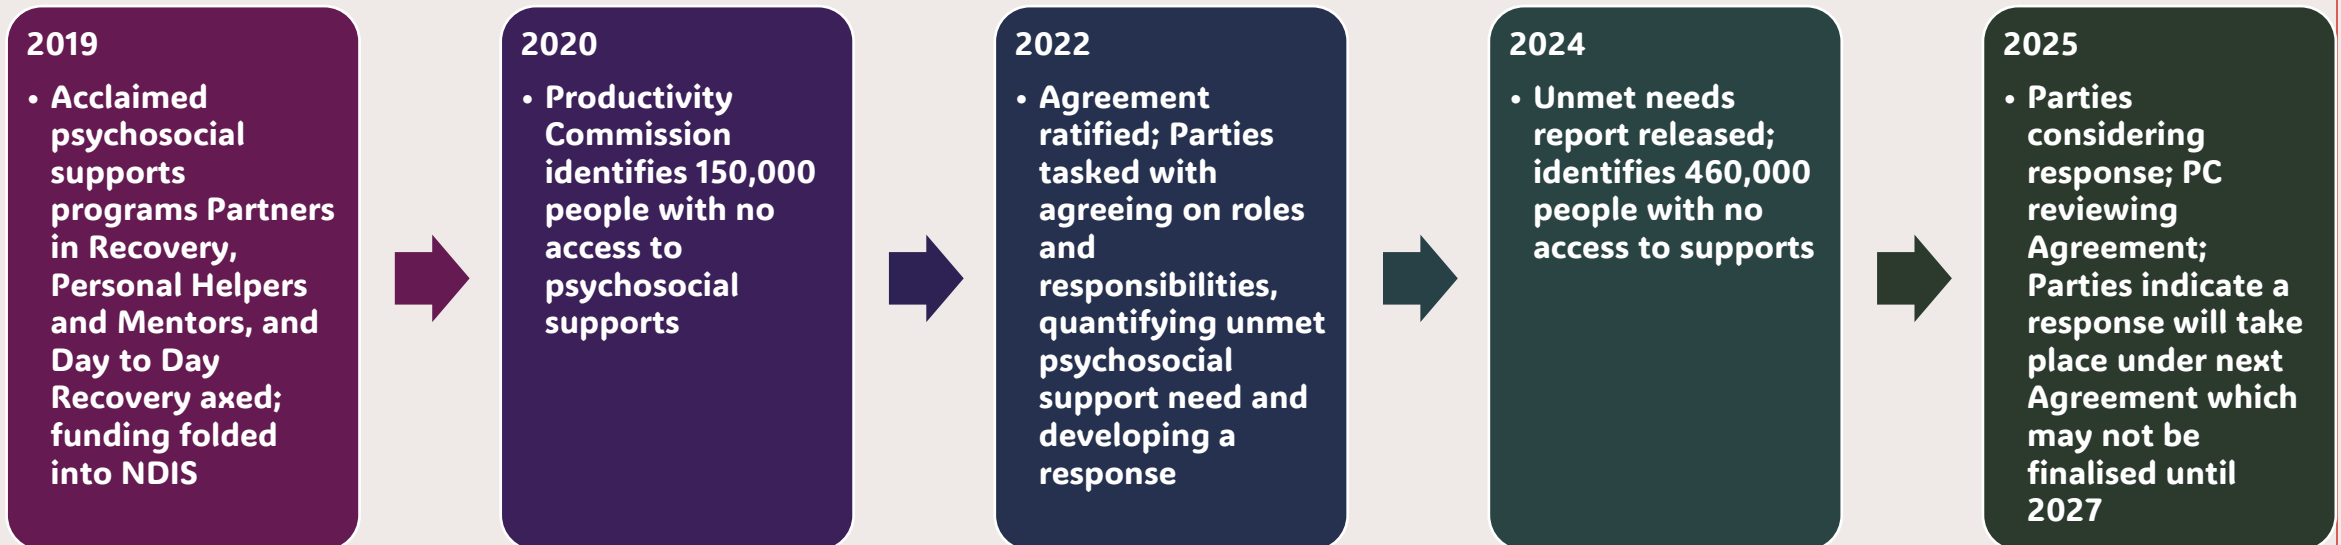 2019
• Acclaimed
psychosocial
supports
programs Partners
in Recovery,
Personal Helpers
and Mentors, and
Day to Day
Recovery axed;
funding folded
into NDIS
2020
• Productivity
Commission
identifies 150,000
people with no
access to
psychosocial
supports
2022
• Agreement
ratified; Parties
tasked with
agreeing on roles
and
responsibilities,
quantifying unmet
psychosocial
support need and
developing a
response
2024
• Unmet needs
report released;
identifies 460,000
people with no
access to supports
2025
• Parties
considering
response; PC
reviewing
Agreement;
Parties indicate a
response will take
place under next
Agreement which
may not be
finalised until
2027